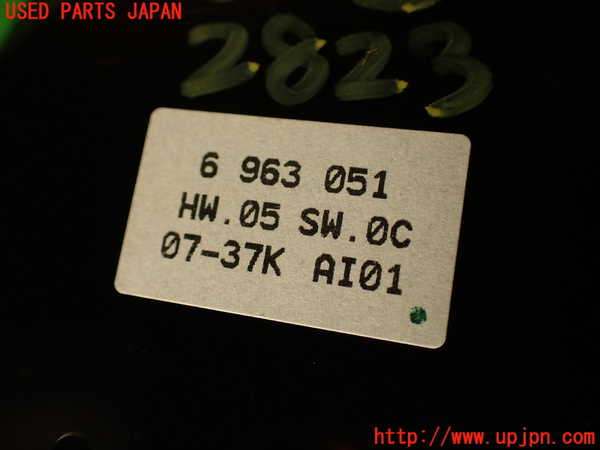 USED PARTS JAPAN
2823
6 963 051
HW.05 SW.0C
07-37K AI01
http://www.upjpn.com/